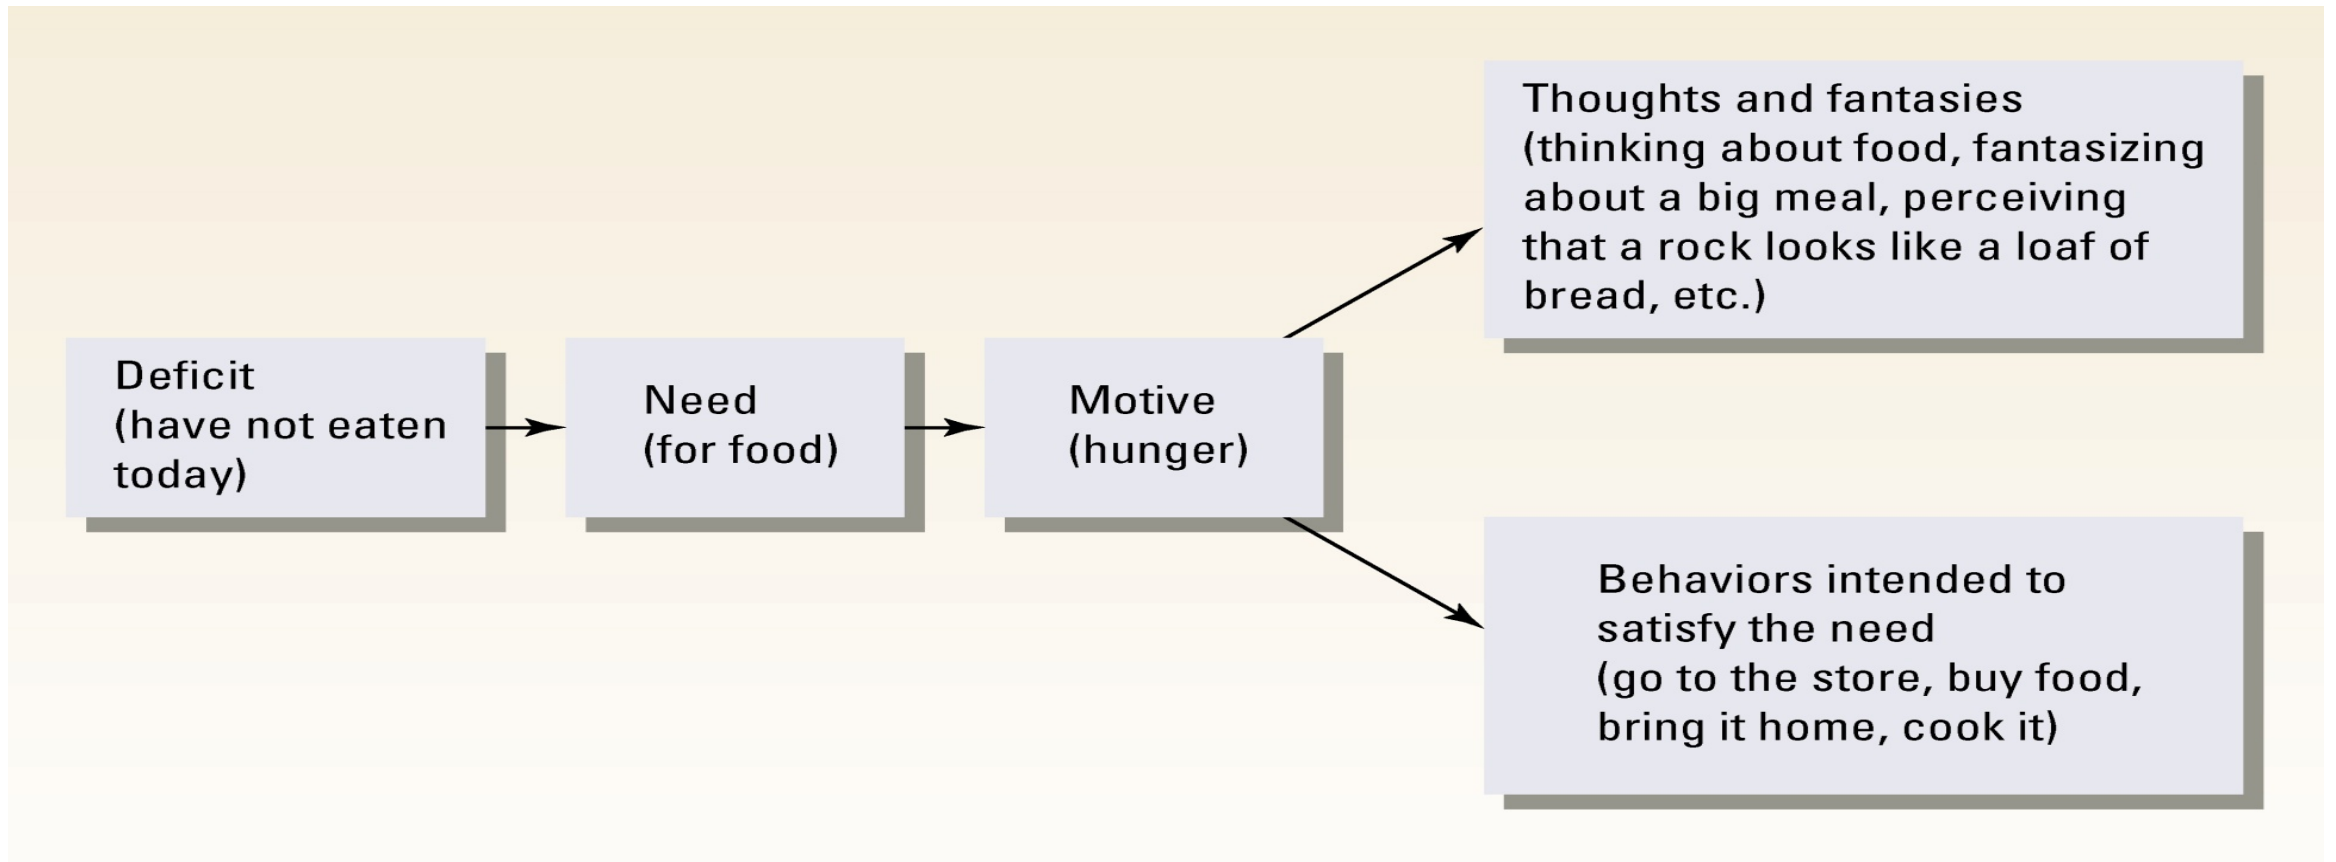 Deficit
(have not eaten
today)
Need
(for food)
Motive
(hunger)
Thoughts and fantasies
(thinking about food, fantasizing
about a big meal, perceiving
that a rock looks like a loaf of
bread, etc.)
Behaviors intended to
satisfy the need
(go to the store, buy food,
bring it home, cook it)